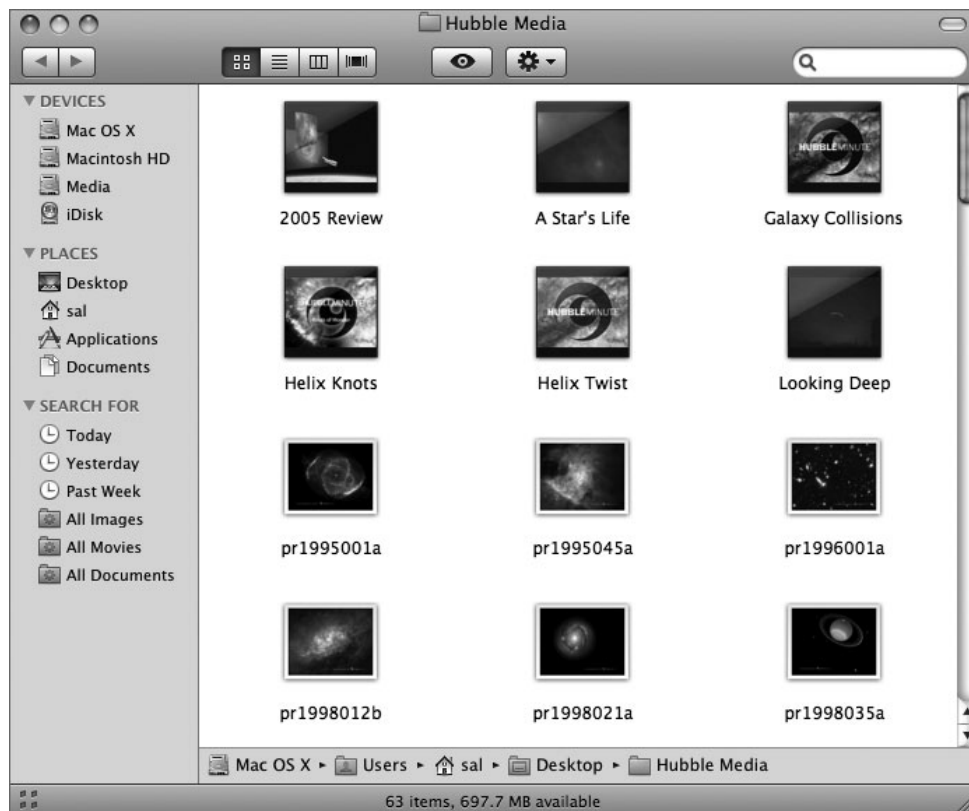 Hubble Media
DEVICES
Mac OS X
Macintosh HD
Media
iDisk
PLACES
Desktop
sal
Applications
Documents
SEARCH FOR
Today
Yesterday
Past Week
All Images
All Movies
All Documents
HUBBLEMINUTE
2005 Review A Star's Life Galaxy Collisions
HUBBLEMINUTE HUBBLEMINUTE
Helix Knots Helix Twist Looking Deep
pr1995001a pr1995045a pr1996001a
pr1998012b pr1998021a pr1998035a
Mac OS X ▸ Users ▸ sal ▸ Desktop ▸ Hubble Media
63 items, 697.7 MB available